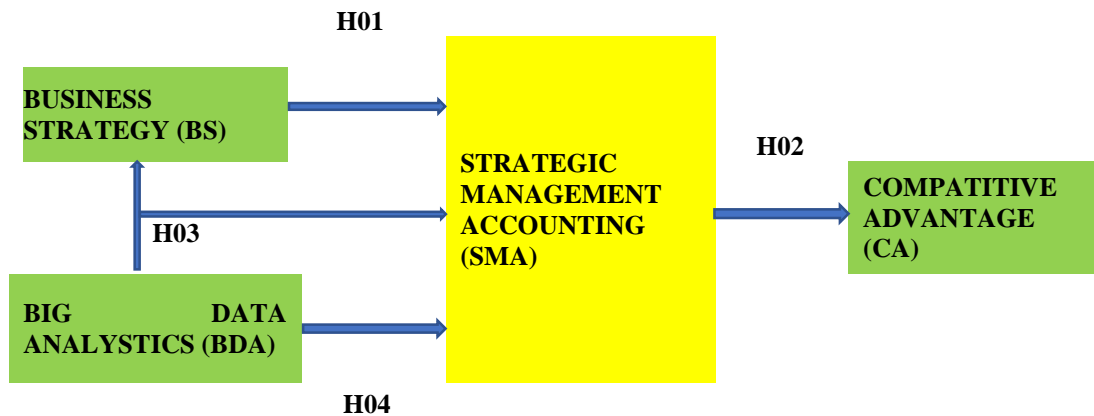 H01
BUSINESS
STRATEGY (BS)
STRATEGIC
MANAGEMENT
ACCOUNTING
(SMA)
H02
COMPATITIVE
ADVANTAGE
(CA)
H03
BIG DATA
ANALYSTICS (BDA)
H04